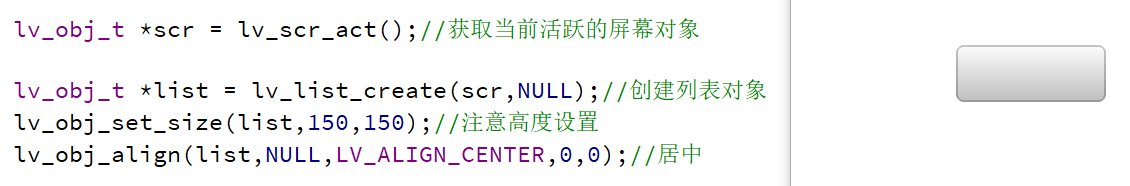 lv_obj_t *scr = lv_scr_act();//获取当前活跃的屏幕对象
lv_obj_t *list = lv_list_create(scr,NULL);//创建列表对象
lv_obj_set_size(list,150,150);//注意高度设置
lv_obj_align(list,NULL,LV_ALIGN_CENTER,0,0);//居中